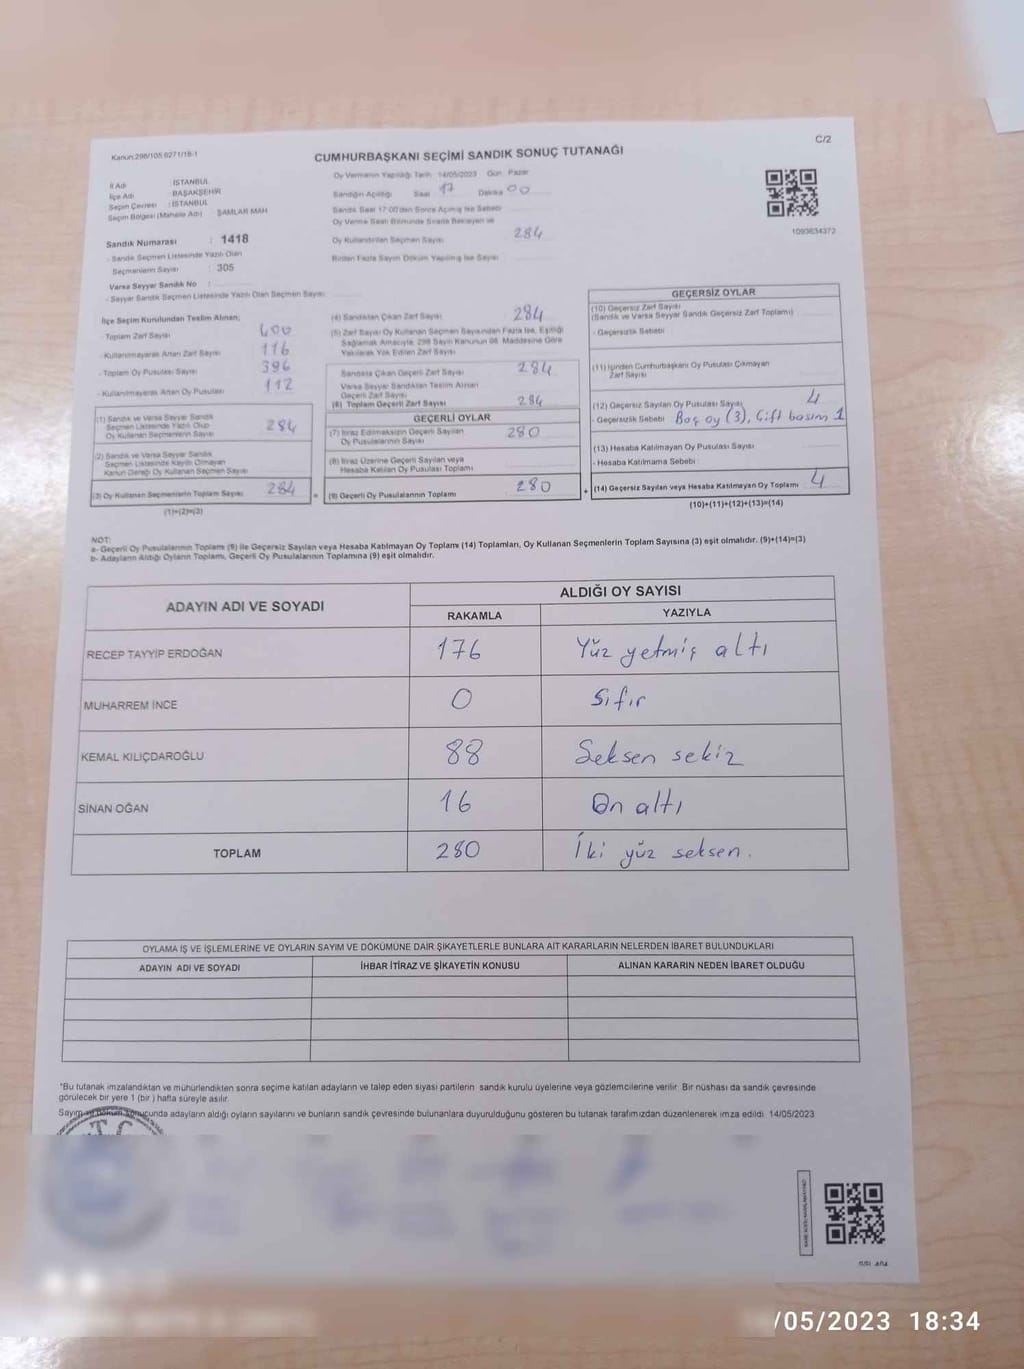 C/2
Kanun:298/105 6271/18-1
CUMHURBAŞKANI SEÇİMİ SANDIK SONUÇ TUTANAĞI
İl Adı : İSTANBUL
İlçe Adı : BAŞAKŞEHİR
Seçim Çevresi : İSTANBUL
Seçim Bölgesi (Mahalle Adı) ŞAMLAR MAH
Sandık Numarası : 1418
- Sandık Seçmen Listesinde Yazılı Olan
Seçmenlerin Sayısı : 305
Varsa Seyyar Sandık No :
- Seyyar Sandık Seçmen Listesinde Yazılı Olan Seçmen Sayısı
Oy Vermenin Yapıldığı Tarih 14/05/2023 Gün Pazar
Sandığın Açılışı Saat 17 Dakika 00
Sandık Saat 17:00'den Sonra Açılmış İse Sebebi
Oy Verme Saati Bitiminde Sırada Bekleyen ve
Oy Kullandırılan Seçmen Sayısı 284
Birden Fazla Sayım Döküm Yapılmış İse Sayısı
1093634372
İlçe Seçim Kurulundan Teslim Alınan;
- Toplam Zarf Sayısı 400
- Kullanılmayarak Artan Zarf Sayısı 116
- Toplam Oy Pusulası Sayısı 396
- Kullanılmayarak Artan Oy Pusulası 112
(1) Sandık ve Varsa Seyyar Sandık
Seçmen Listesinde Yazılı Olup
Oy Kullanan Seçmenlerin Sayısı 284
(2) Sandık ve Varsa Seyyar Sandık
Seçmen Listesinde Kayıtlı Olmayan
Kanun Gereği Oy Kullanan Seçmen Sayısı
(3) Oy Kullanan Seçmenlerin Toplam Sayısı 284
(1)+(2)=(3)
(4) Sandıktan Çıkan Zarf Sayısı 284
(5) Zarf Sayısı Oy Kullanan Seçmen Sayısından Fazla İse, Eşitliği
Sağlamak Amacıyla, 298 Sayılı Kanunun 98. Maddesine Göre
Yakılarak Yok Edilen Zarf Sayısı
Sandıkta Çıkan Geçerli Zarf Sayısı 284
Varsa Seyyar Sandıktan Teslim Alınan
Geçerli Zarf Sayısı
(6) Toplam Geçerli Zarf Sayısı 284
GEÇERLİ OYLAR
(7) İtiraz Edilmeksizin Geçerli Sayılan
Oy Pusulalarının Sayısı 280
(8) İtiraz Üzerine Geçerli Sayılan veya
Hesaba Katılan Oy Pusulası Toplamı
=
(9) Geçerli Oy Pusulalarının Toplamı 280
GEÇERSİZ OYLAR
(10) Geçersiz Zarf Sayısı
(Sandık ve Varsa Seyyar Sandık Geçersiz Zarf Toplamı)
- Geçersizlik Sebebi
(11) İçinden Cumhurbaşkanı Oy Pusulası Çıkmayan
Zarf Sayısı
(12) Geçersiz Sayılan Oy Pusulası Sayısı 4
- Geçersizlik Sebebi Boş oy (3), Çift basım 1
(13) Hesaba Katılmayan Oy Pusulası Sayısı
- Hesaba Katılmama Sebebi
+
(14) Geçersiz Sayılan veya Hesaba Katılmayan Oy Toplamı 4
(10)+(11)+(12)+(13)=(14)
NOT:
a- Geçerli Oy Pusulalarının Toplamı (9) ile Geçersiz Sayılan veya Hesaba Katılmayan Oy Toplamı (14) Toplamları, Oy Kullanan Seçmenlerin Toplam Sayısına (3) eşit olmalıdır. (9)+(14)=(3)
b- Adayların Aldığı Oyların Toplamı, Geçerli Oy Pusulalarının Toplamına (9) eşit olmalıdır.
ADAYIN ADI VE SOYADI
ALDIĞI OY SAYISI
RAKAMLA YAZIYLA
RECEP TAYYİP ERDOĞAN 176 Yüz yetmiş altı
MUHARREM İNCE 0 Sıfır
KEMAL KILIÇDAROĞLU 88 Seksen sekiz
SİNAN OĞAN 16 On altı
TOPLAM 280 İki yüz seksen.
OYLAMA İŞ VE İŞLEMLERİNE VE OYLARIN SAYIM VE DÖKÜMÜNE DAİR ŞİKAYETLERLE BUNLARA AİT KARARLARIN NELERDEN İBARET BULUNDUKLARI
ADAYIN ADI VE SOYADI İHBAR İTİRAZ VE ŞİKAYETİN KONUSU ALINAN KARARIN NEDEN İBARET OLDUĞU
*Bu tutanak imzalandıktan ve mühürlendikten sonra seçime katılan adayların ve talep eden siyasi partilerin sandık kurulu üyelerine veya gözlemcilerine verilir. Bir nüshası da sandık çevresinde
görülecek bir yere 1 (bir ) hafta süreyle asılır.
Sayım ve döküm sonucunda adayların aldığı oyların sayılarını ve bunların sandık çevresinde bulunanlara duyurulduğunu gösteren bu tutanak tarafımızdan düzenlenerek imza edildi. 14/05/2023
T.C.
/05/2023 18:34